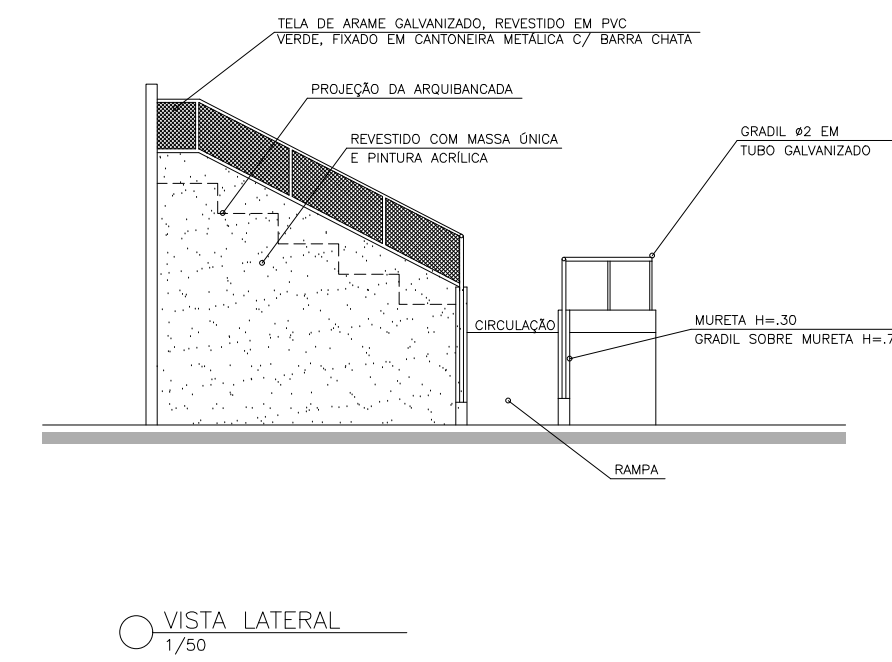 TELA DE ARAME GALVANIZADO, REVESTIDO EM PVC
VERDE, FIXADO EM CANTONEIRA METÁLICA C/ BARRA CHATA
PROJEÇÃO DA ARQUIBANCADA
REVESTIDO COM MASSA ÚNICA
E PINTURA ACRÍLICA
GRADIL ø2 EM
TUBO GALVANIZADO
CIRCULAÇÃO
MURETA H=.30
GRADIL SOBRE MURETA H=.7
RAMPA
VISTA LATERAL
1/50